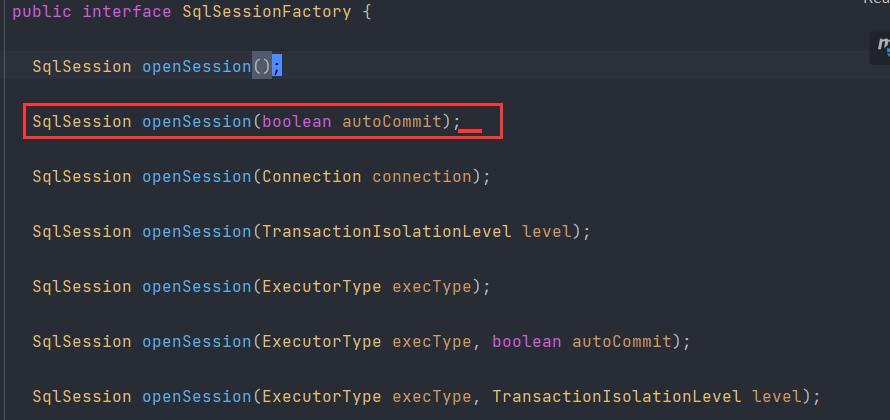 public interface SqlSessionFactory {
SqlSession openSession();
SqlSession openSession(boolean autoCommit);
SqlSession openSession(Connection connection);
SqlSession openSession(TransactionIsolationLevel level);
SqlSession openSession(ExecutorType execType);
SqlSession openSession(ExecutorType execType, boolean autoCommit);
SqlSession openSession(ExecutorType execType, TransactionIsolationLevel level);